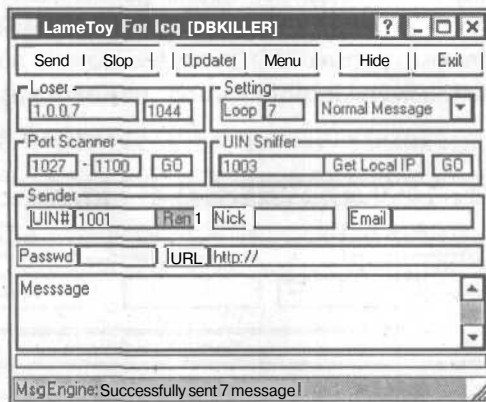 LameToy For Icq [DBKILLER] ?
Send Slop Updater Menu Hide Exit
Loser Setting
1.0.0.7 1044 Loop 7 Normal Message
Port Scanner UIN Sniffer
1027 - 1100 GO 1003 Get Local IP GO
Sender
UIN# 1001 Ran 1 Nick Email
Passwd URL http://
Messsage
MsgEngine: Successfully sent 7 message